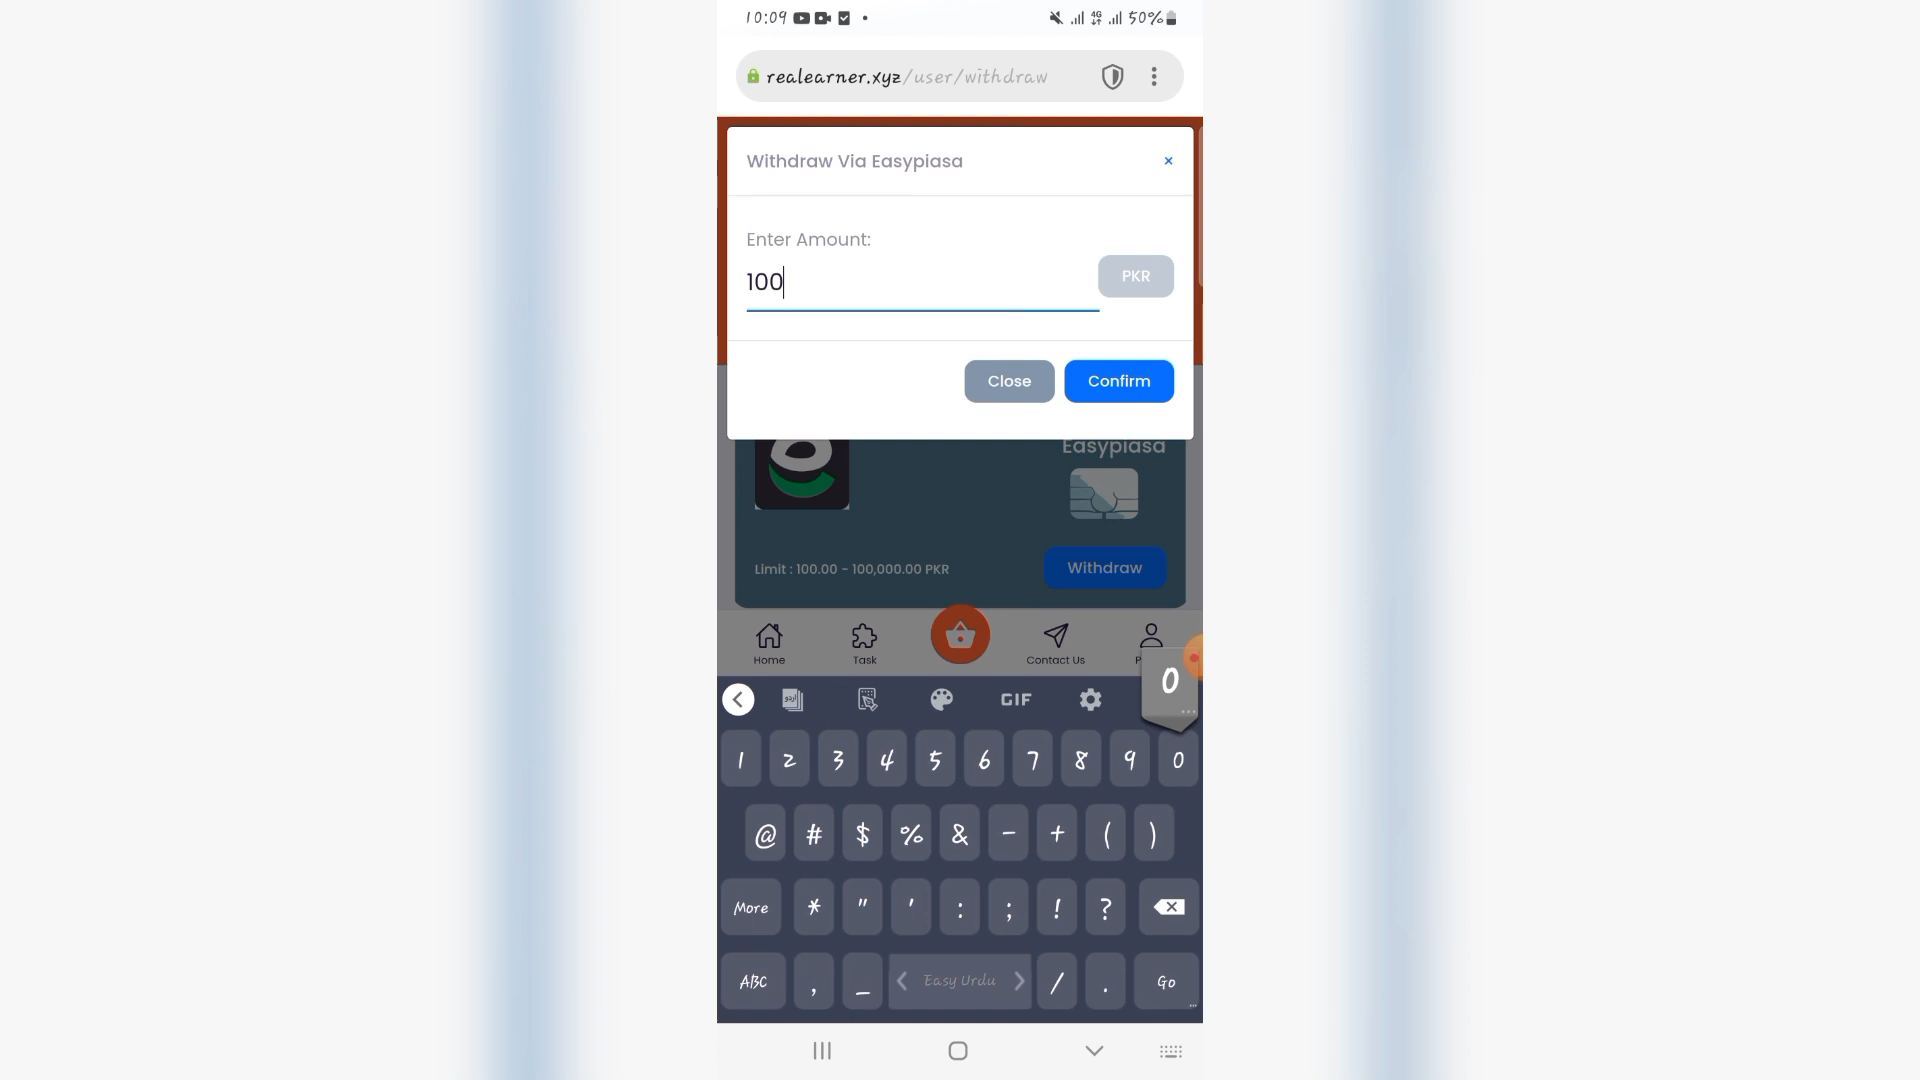 10:09
4G 50%
realearner.xyz/user/withdraw
Withdraw Via Easypiasa
×
Enter Amount:
100
PKR
Close Confirm
Easypiasa
Limit : 100.00 - 100,000.00 PKR
Withdraw
Home Task Contact Us P
0
اردو GIF
1 2 3 4 5 6 7 8 9 0
@ # $ % & - + ( )
More * " ' : ; ! ?
ABC , _ Easy Urdu / . Go